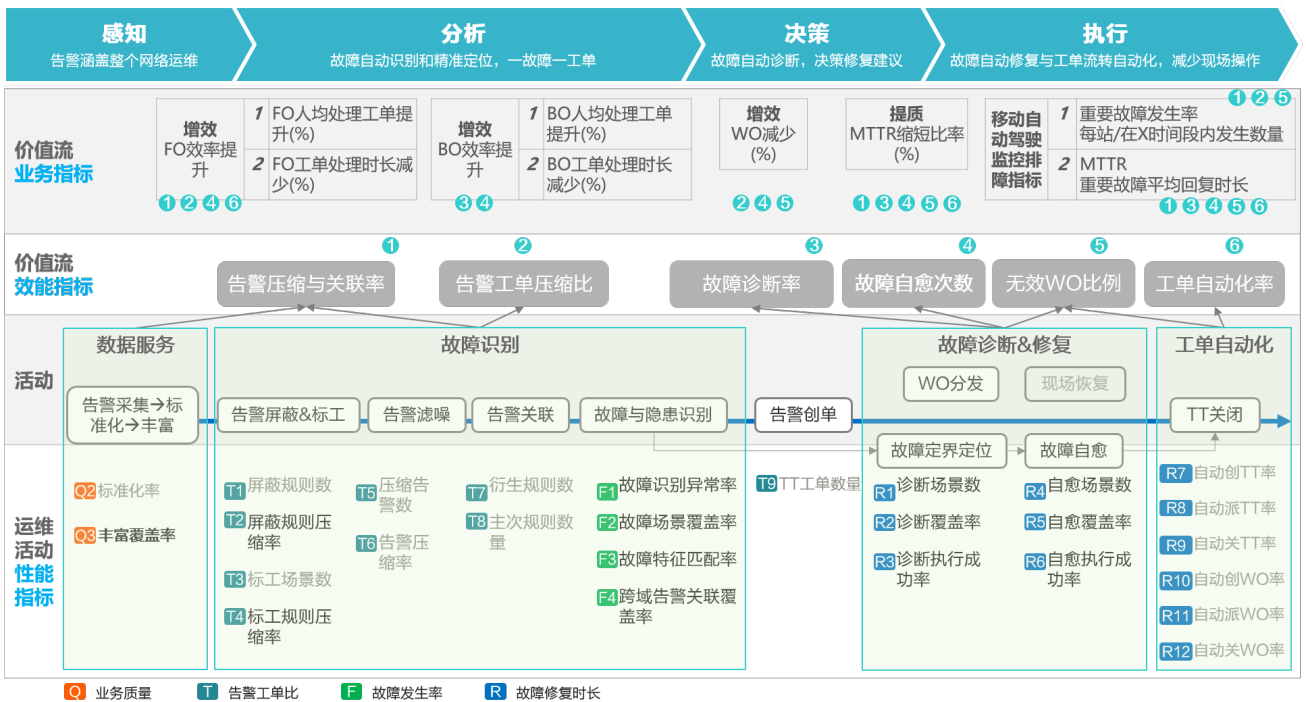 感知
告警涵盖整个网络运维
分析
故障自动识别和精准定位，一故障一工单
决策
故障自动诊断，决策修复建议
执行
故障自动修复与工单流转自动化，减少现场操作
价值流
业务指标
增效
FO效率提
升
1 FO人均处理工单提
升(%)
2 FO工单处理时长减
少(%)
1 2 4 6
增效
BO效率提
升
1 BO人均处理工单
提升(%)
2 BO工单处理时长
减少(%)
3 4
增效
WO减少
(%)
2 4 5
提质
MTTR缩短比率
(%)
1 3 4 5 6
移动自
动驾驶
监控排
障指标
1 2 5
1 重要故障发生率
每站/在X时间段内发生数量
2 MTTR
重要故障平均回复时长
1 3 4 5 6
价值流
效能指标
1
告警压缩与关联率
2
告警工单压缩比
3
故障诊断率
4
故障自愈次数
5
无效WO比例
6
工单自动化率
活动
数据服务
告警采集→标
准化→丰富
故障识别
告警屏蔽&标工
告警滤噪
告警关联
故障与隐患识别
告警创单
故障诊断&修复
WO分发
现场恢复
故障定界定位
故障自愈
工单自动化
TT关闭
运维
活动
性能
指标
Q2 标准化率
Q3 丰富覆盖率
T1 屏蔽规则数
T2 屏蔽规则压
缩率
T3 标工场景数
T4 标工规则压
缩率
T5 压缩告
警数
T6 告警压
缩率
T7 衍生规则数
T8 主次规则数
量
F1 故障识别异常率
F2 故障场景覆盖率
F3 故障特征匹配率
F4 跨域告警关联覆
盖率
T9 TT工单数量
R1 诊断场景数
R2 诊断覆盖率
R3 诊断执行成
功率
R4 自愈场景数
R5 自愈覆盖率
R6 自愈执行成
功率
R7 自动创TT率
R8 自动派TT率
R9 自动关TT率
R10 自动创WO率
R11 自动派WO率
R12 自动关WO率
Q 业务质量
T 告警工单比
F 故障发生率
R 故障修复时长